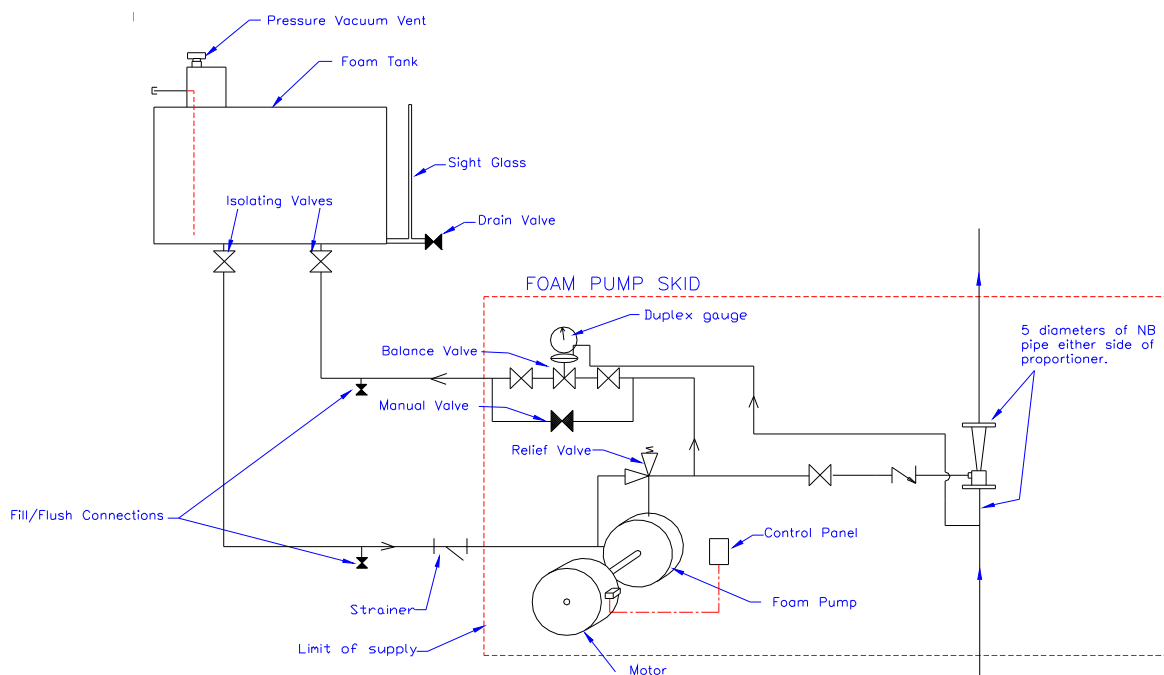 Pressure Vacuum Vent
Foam Tank
Sight Glass
Isolating Valves
Drain Valve
FOAM PUMP SKID
Duplex gauge
5 diameters of NB
pipe either side of
proportioner.
Balance Valve
Manual Valve
Relief Valve
Fill/Flush Connections
Control Panel
Strainer
Foam Pump
Limit of supply
Motor